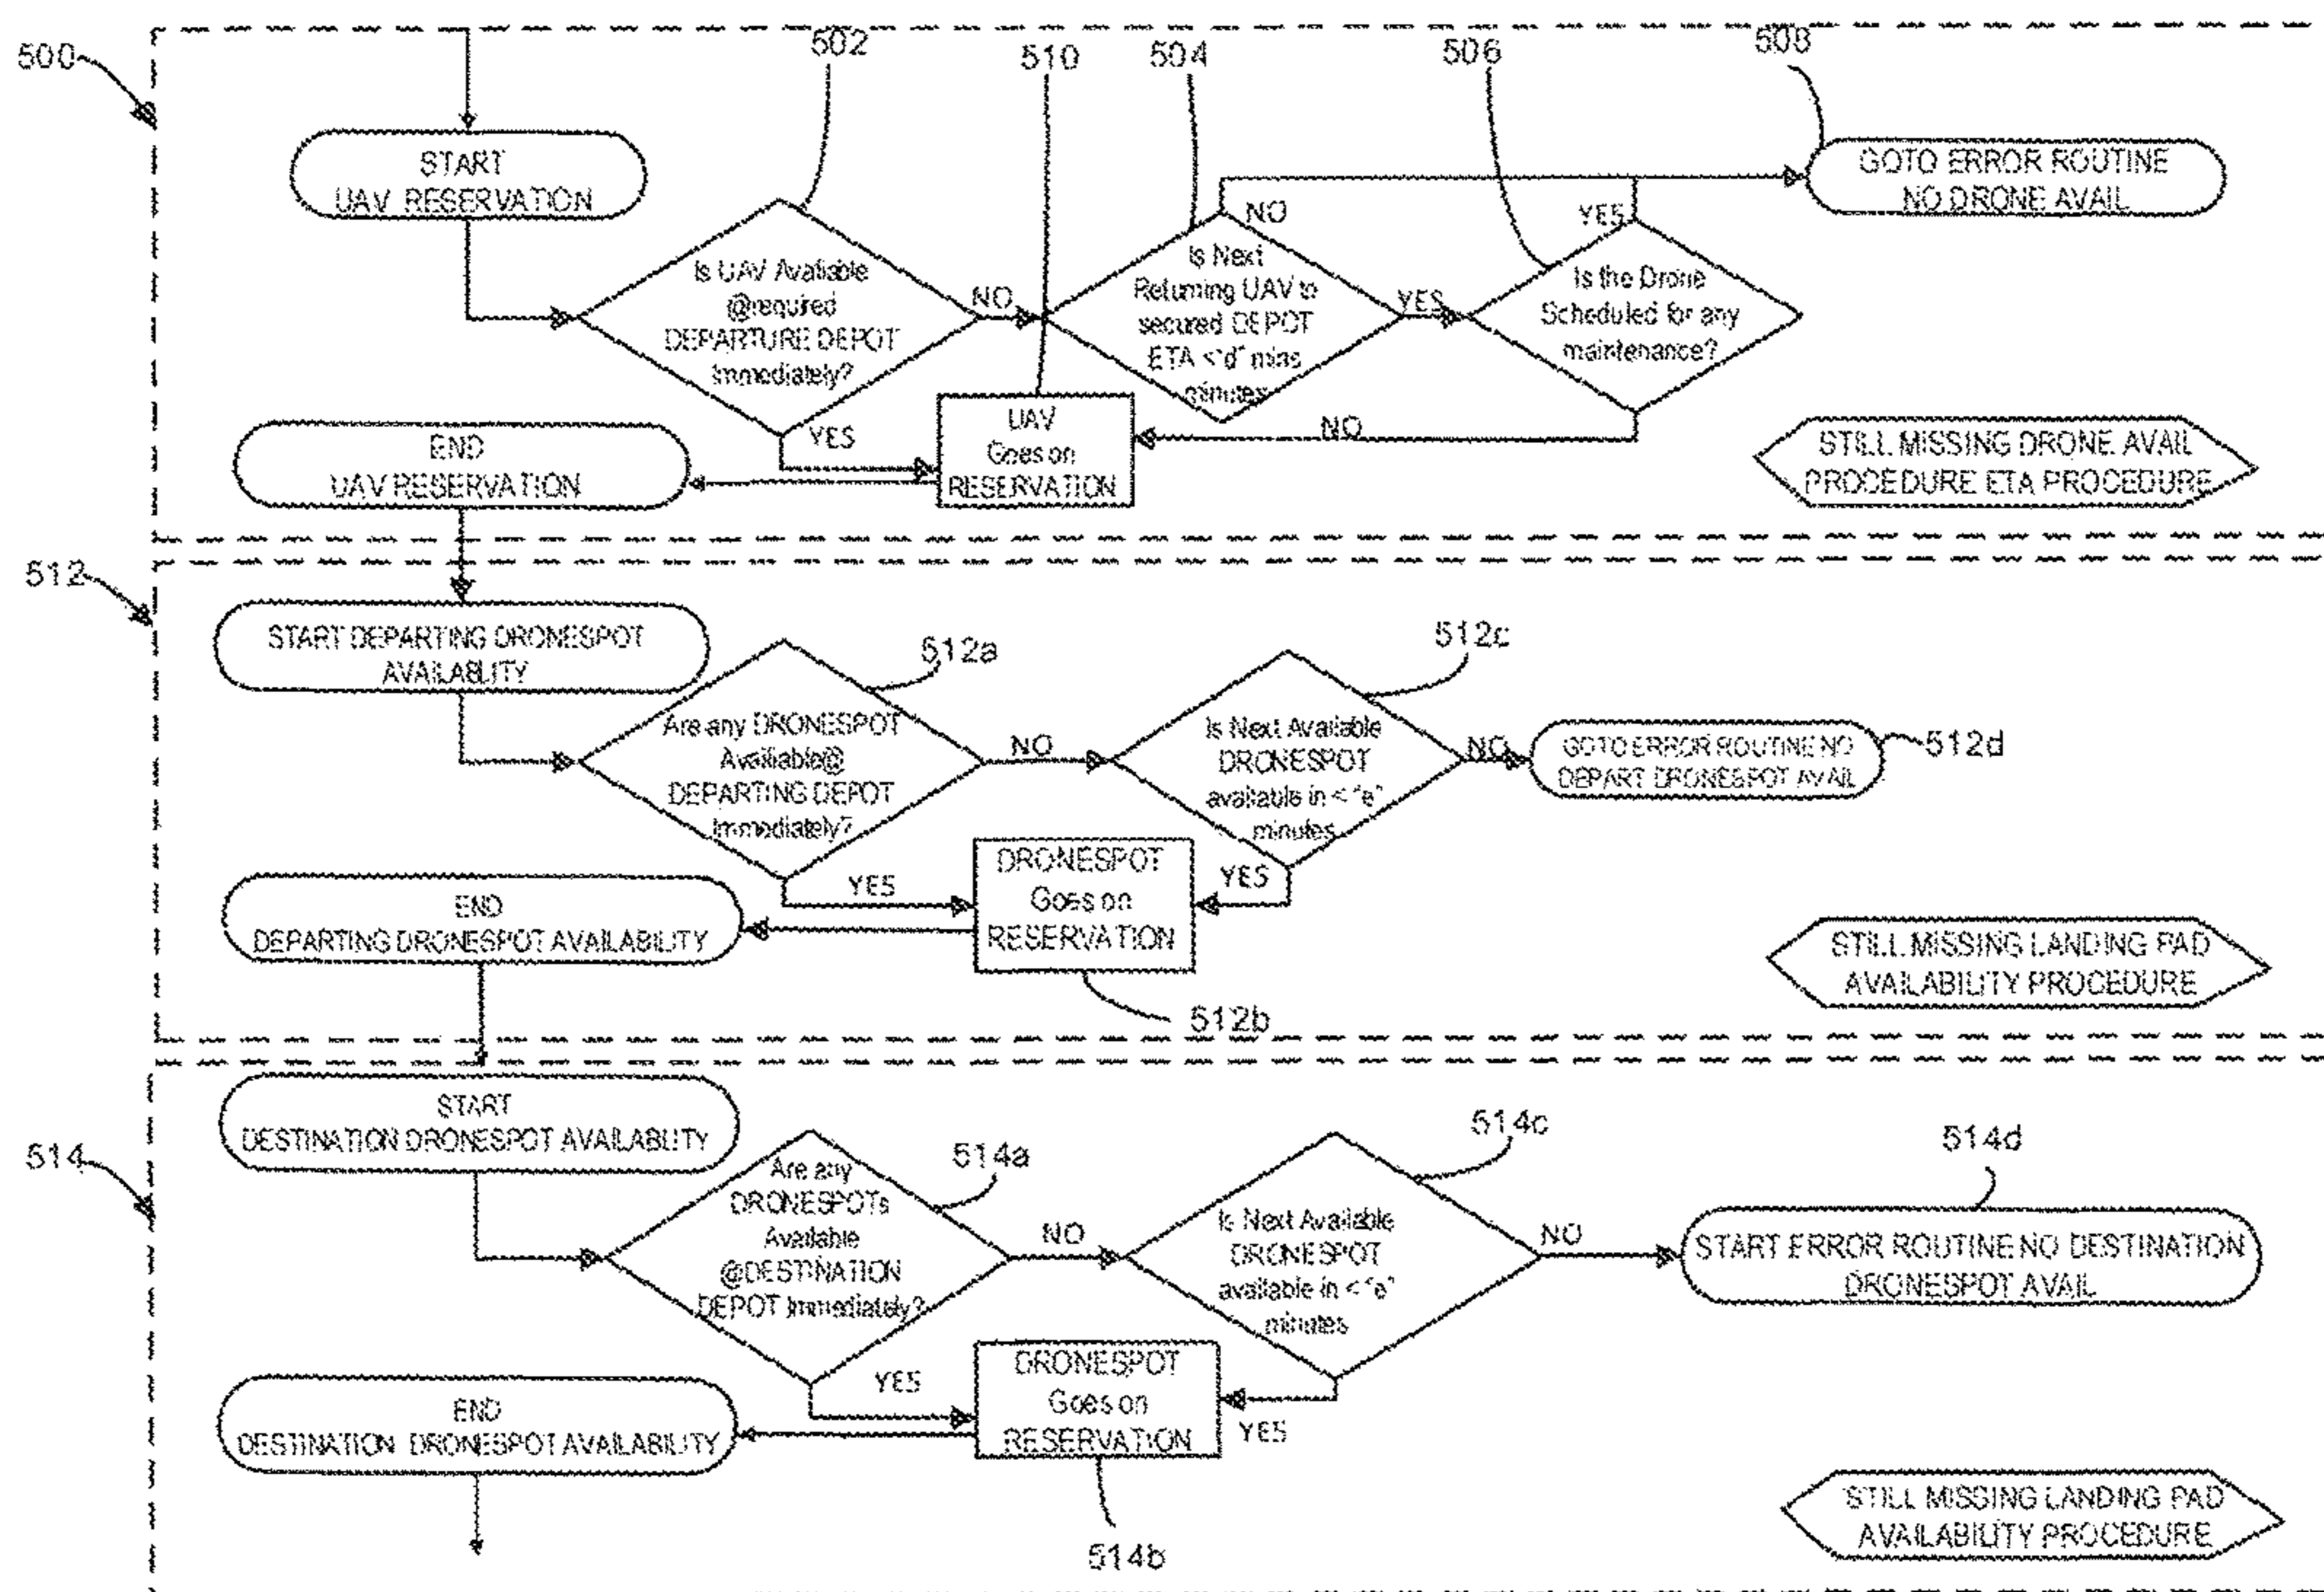 500
502
510
504
506
508
START
UAV RESERVATION
GOTO ERROR ROUTINE
NO DRONE AVAIL
Is UAV Available
@required
DEPARTURE DEPOT
Immediately?
NO
YES
NO
Is Next
Returning UAV to
secured DEPOT
ETA <"d" mins
minutes
YES
YES
Is the Drone
Scheduled for any
maintenance?
NO
UAV
Goes on
RESERVATION
END
UAV RESERVATION
STILL MISSING DRONE AVAIL
PROCEDURE ETA PROCEDURE
512
START DEPARTING DRONESPOT
AVAILABLITY
512a
Are any DRONESPOT
Availiable@
DEPARTING DEPOT
Immediately?
NO
YES
512c
Is Next Available
DRONESPOT
available in < "e"
minutes
NO
YES
GOTO ERROR ROUTINE NO
DEPART DRONESPOT AVAIL
512d
DRONESPOT
Goes on
RESERVATION
512b
END
DEPARTING DRONESPOT AVAILABILITY
STILL MISSING LANDING PAD
AVAILABILITY PROCEDURE
514
START
DESTINATION DRONESPOT AVAILABLITY
514a
Are any
DRONESPOTs
Available
@DESTINATION
DEPOT Immediately?
NO
YES
514c
Is Next Available
DRONESPOT
available in < "e"
minutes
NO
YES
514d
START ERROR ROUTINE NO DESTINATION
DRONESPOT AVAIL
DRONESPOT
Goes on
RESERVATION
514b
END
DESTINATION DRONESPOT AVAILABILITY
STILL MISSING LANDING PAD
AVAILABILITY PROCEDURE